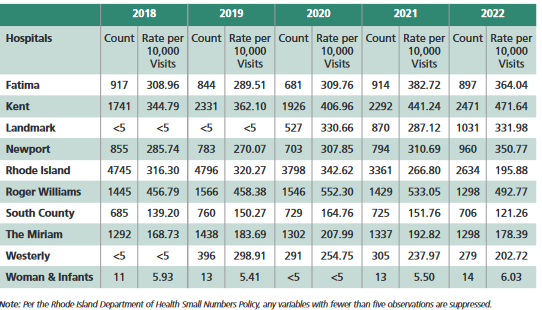 2018 2019 2020 2021 2022
Hospitals Count Rate per 10,000 Visits Count Rate per 10,000 Visits Count Rate per 10,000 Visits Count Rate per 10,000 Visits Count Rate per 10,000 Visits
Fatima 917 308.96 844 289.51 681 309.76 914 382.72 897 364.04
Kent 1741 344.79 2331 362.10 1926 406.96 2292 441.24 2471 471.64
Landmark <5 <5 <5 <5 527 330.66 870 287.12 1031 331.98
Newport 855 285.74 783 270.07 703 307.85 794 310.69 960 350.77
Rhode Island 4745 316.30 4796 320.27 3798 342.62 3361 266.80 2634 195.88
Roger Williams 1445 456.79 1566 458.38 1546 552.30 1429 533.05 1298 492.77
South County 685 139.20 760 150.27 729 164.76 725 151.76 706 121.26
The Miriam 1292 168.73 1438 183.69 1302 207.99 1337 192.82 1298 178.39
Westerly <5 <5 396 298.91 291 254.75 305 237.97 279 202.72
Woman & Infants 11 5.93 13 5.41 <5 <5 13 5.50 14 6.03
Note: Per the Rhode Island Department of Health Small Numbers Policy, any variables with fewer than five observations are suppressed.